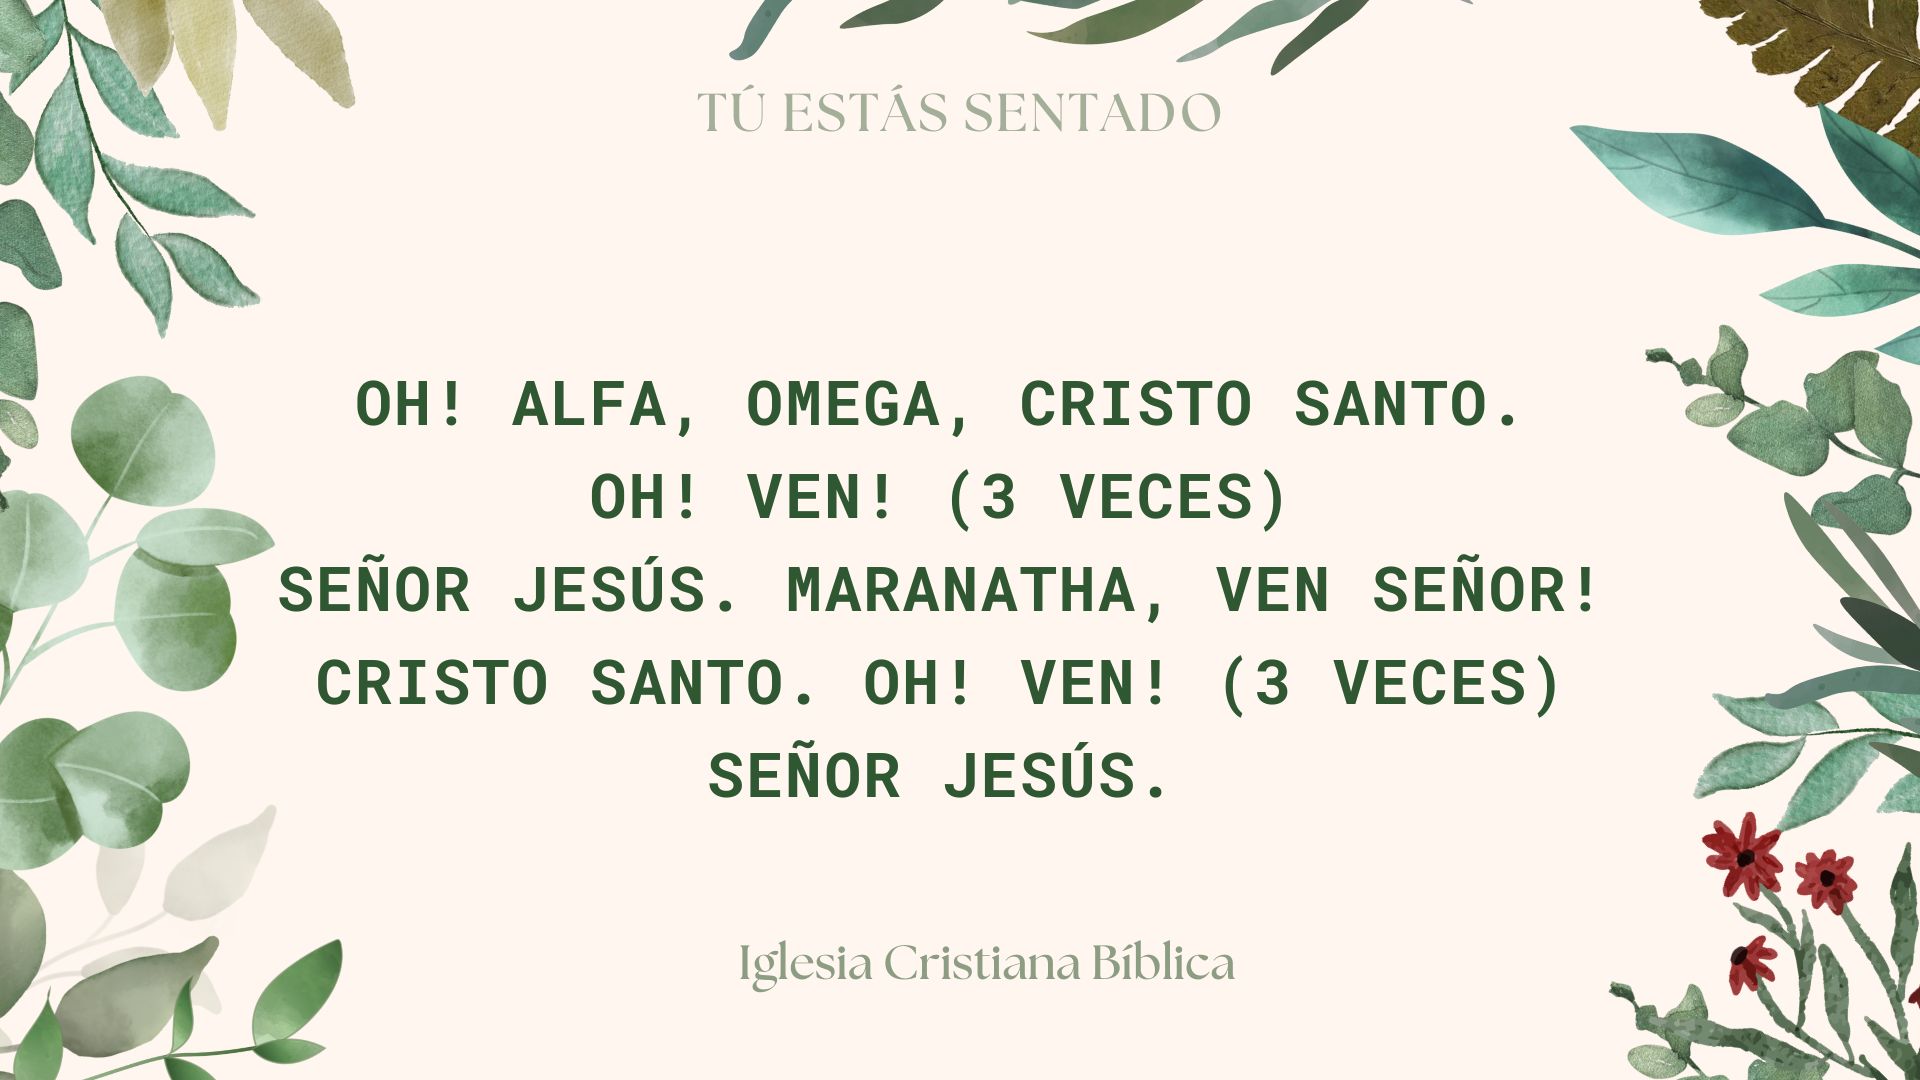 TÚ ESTÁS SENTADO
OH! ALFA, OMEGA, CRISTO SANTO.
OH! VEN! (3 VECES)
SEÑOR JESÚS. MARANATHA, VEN SEÑOR!
CRISTO SANTO. OH! VEN! (3 VECES)
SEÑOR JESÚS.
Iglesia Cristiana Bíblica